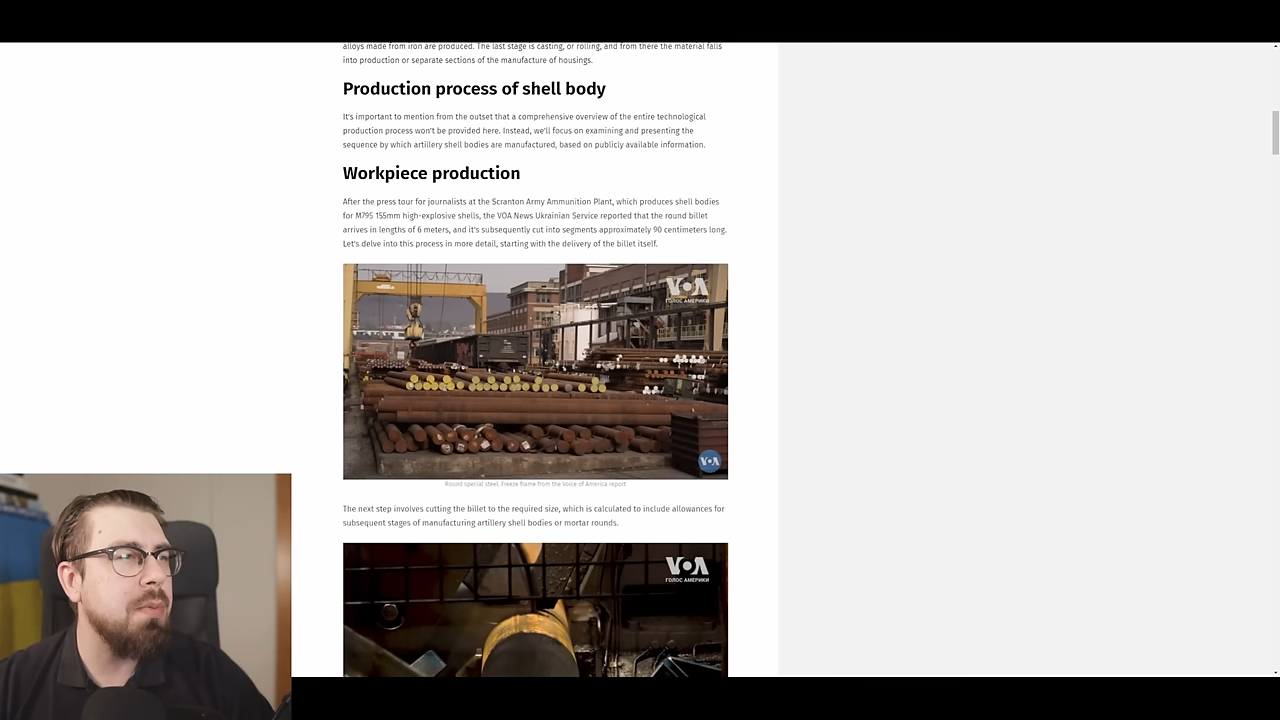 alloys made from iron are produced. The last stage is casting, or rolling, and from there the material falls
into production or separate sections of the manufacture of housings.
Production process of shell body
It's important to mention from the outset that a comprehensive overview of the entire technological
production process won't be provided here. Instead, we'll focus on examining and presenting the
sequence by which artillery shell bodies are manufactured, based on publicly available information.
Workpiece production
After the press tour for journalists at the Scranton Army Ammunition Plant, which produces shell bodies
for M795 155mm high-explosive shells, the VOA News Ukrainian Service reported that the round billet
arrives in lengths of 6 meters, and it's subsequently cut into segments approximately 90 centimeters long.
Let's delve into this process in more detail, starting with the delivery of the billet itself.
VOA
ГОЛОС АМЕРИКИ
VOA
Round special steel, Freeze frame from the Voice of America report
The next step involves cutting the billet to the required size, which is calculated to include allowances for
subsequent stages of manufacturing artillery shell bodies or mortar rounds.
VOA
ГОЛОС АМЕРИКИ